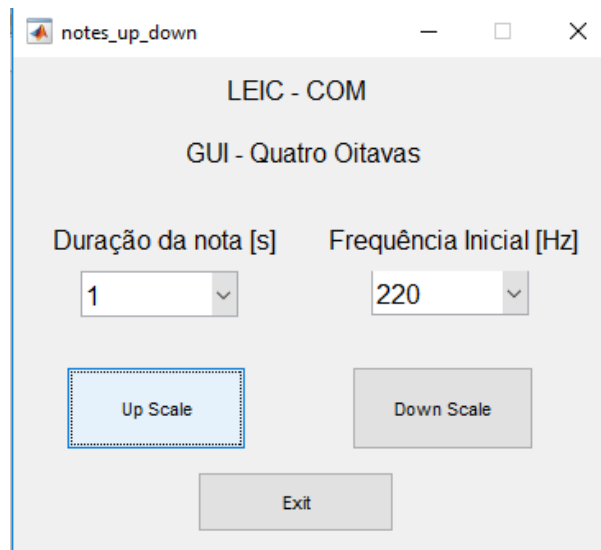 notes_up_down
LEIC - COM
GUI - Quatro Oitavas
Duração da nota [s] Frequência Inicial [Hz]
1 220
Up Scale Down Scale
Exit